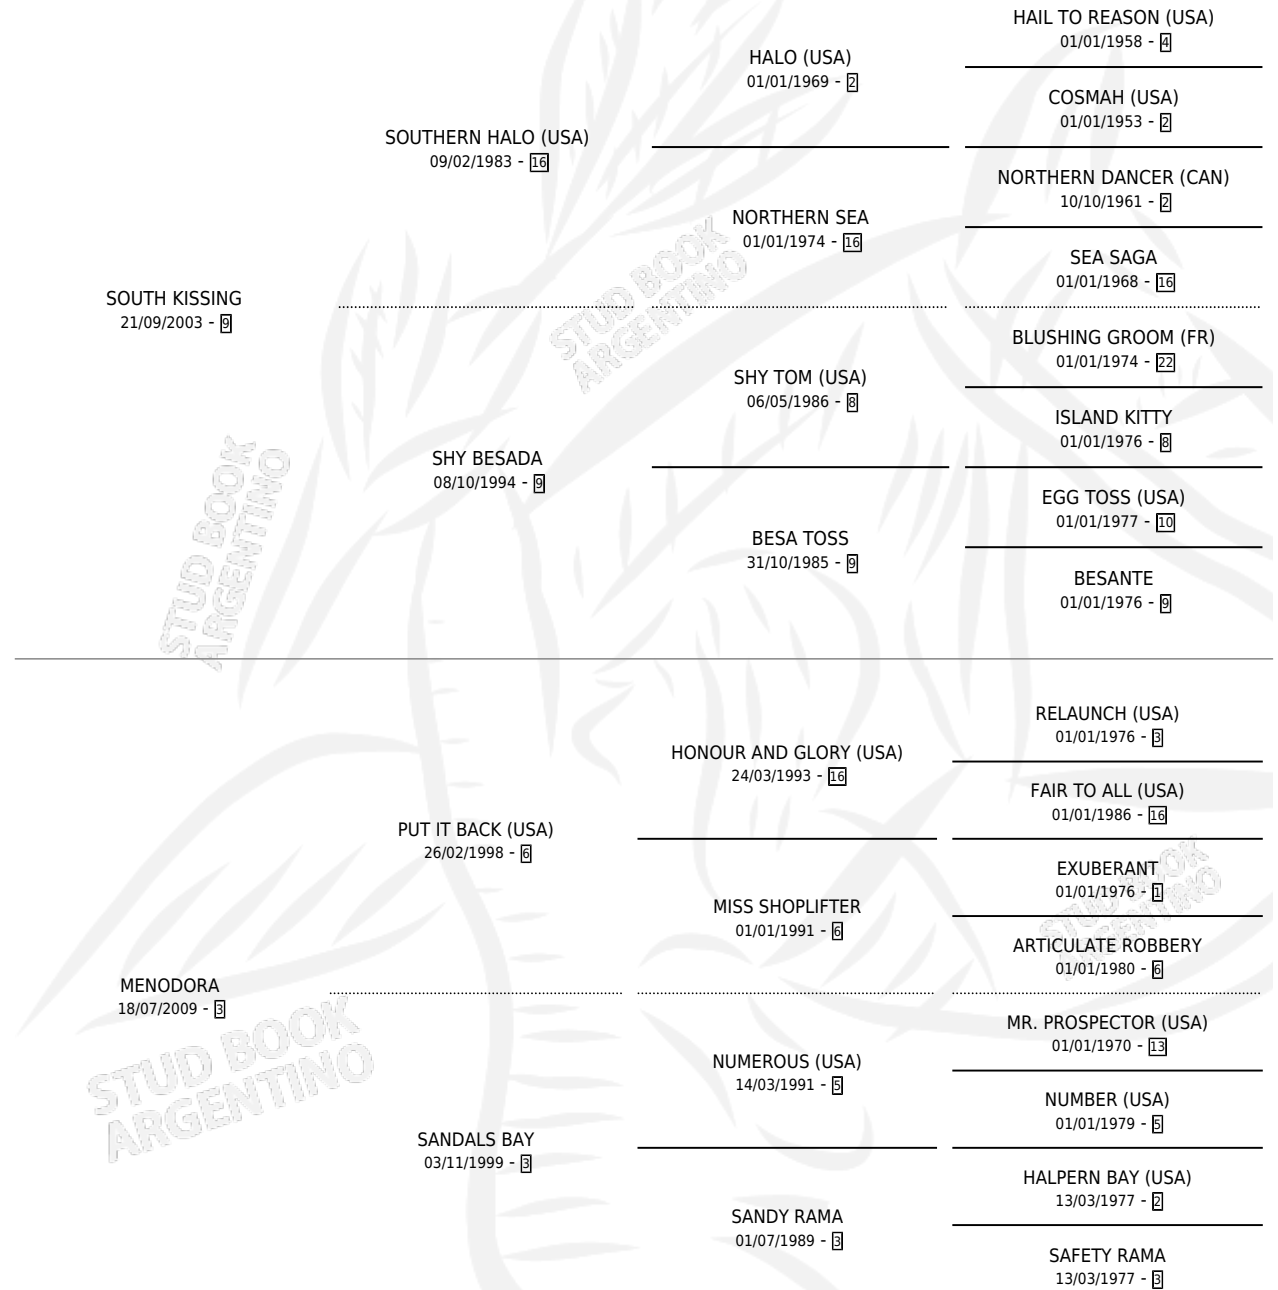 HAIL TO REASON (USA)
01/01/1958 - 4
HALO (USA)
01/01/1969 - 2
COSMAH (USA)
01/01/1953 - 2
SOUTHERN HALO (USA)
09/02/1983 - 16
NORTHERN DANCER (CAN)
10/10/1961 - 2
NORTHERN SEA
01/01/1974 - 16
SEA SAGA
01/01/1968 - 16
SOUTH KISSING
21/09/2003 - 9
STUD BOOK
ARGENTINO
BLUSHING GROOM (FR)
01/01/1974 - 22
SHY TOM (USA)
06/05/1986 - 8
ISLAND KITTY
01/01/1976 - 8
SHY BESADA
08/10/1994 - 9
EGG TOSS (USA)
01/01/1977 - 10
BESA TOSS
31/10/1985 - 9
BESANTE
01/01/1976 - 9
STUD BOOK
ARGENTINO
RELAUNCH (USA)
01/01/1976 - 3
HONOUR AND GLORY (USA)
24/03/1993 - 16
FAIR TO ALL (USA)
01/01/1986 - 16
PUT IT BACK (USA)
26/02/1998 - 6
EXUBERANT
01/01/1976 - 1
MISS SHOPLIFTER
01/01/1991 - 6
STUD BOOK
ARGENTINO
ARTICULATE ROBBERY
01/01/1980 - 6
MENODORA
18/07/2009 - 3
STUD BOOK
ARGENTINO
MR. PROSPECTOR (USA)
01/01/1970 - 13
NUMEROUS (USA)
14/03/1991 - 5
NUMBER (USA)
01/01/1979 - 5
SANDALS BAY
03/11/1999 - 3
HALPERN BAY (USA)
13/03/1977 - 2
SANDY RAMA
01/07/1989 - 3
SAFETY RAMA
13/03/1977 - 3